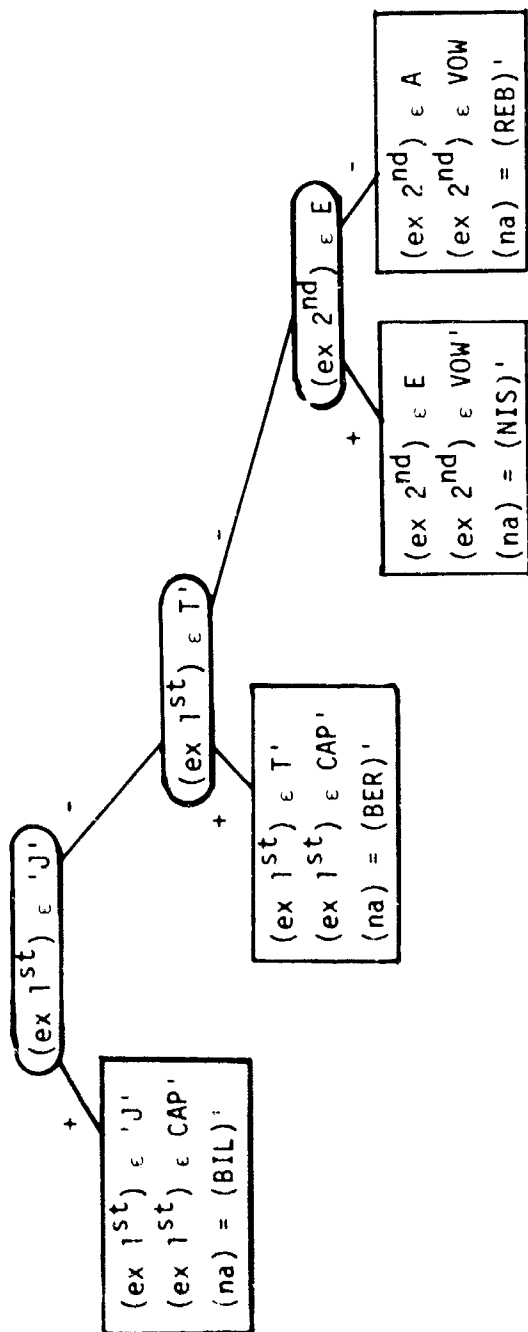 (ex 1st) ε 'J'
+
-
(ex 1st) ε 'J'
(ex 1st) ε CAP'
(na) = (BIL)'
(ex 1st) ε T'
+
-
(ex 1st) ε T'
(ex 1st) ε CAP'
(na) = (BER)'
(ex 2nd) ε E
+
-
(ex 2nd) ε E
(ex 2nd) ε VOW'
(na) = (NIS)'
(ex 2nd) ε A
(ex 2nd) ε VOW
(na) = (REB)'